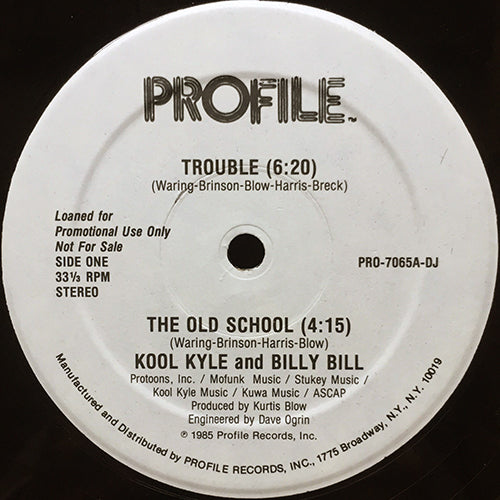 PROFILE™
TROUBLE (6:20)
(Waring-Brinson-Blow-Harris-Breck)
Loaned for
Promotional Use Only
Not For Sale
SIDE ONE
33⅓ RPM
STEREO
PRO-7065A-DJ
THE OLD SCHOOL (4:15)
(Waring-Brinson-Harris-Blow)
KOOL KYLE and BILLY BILL
Protoons, Inc. / Mofunk Music / Stukey Music /
Kool Kyle Music / Kuwa Music / ASCAP
Produced by Kurtis Blow
Engineered by Dave Ogrin
℗ 1985 Profile Records, Inc.
Manufactured and Distributed by PROFILE RECORDS, INC., 1775 Broadway, N.Y., N.Y. 10019